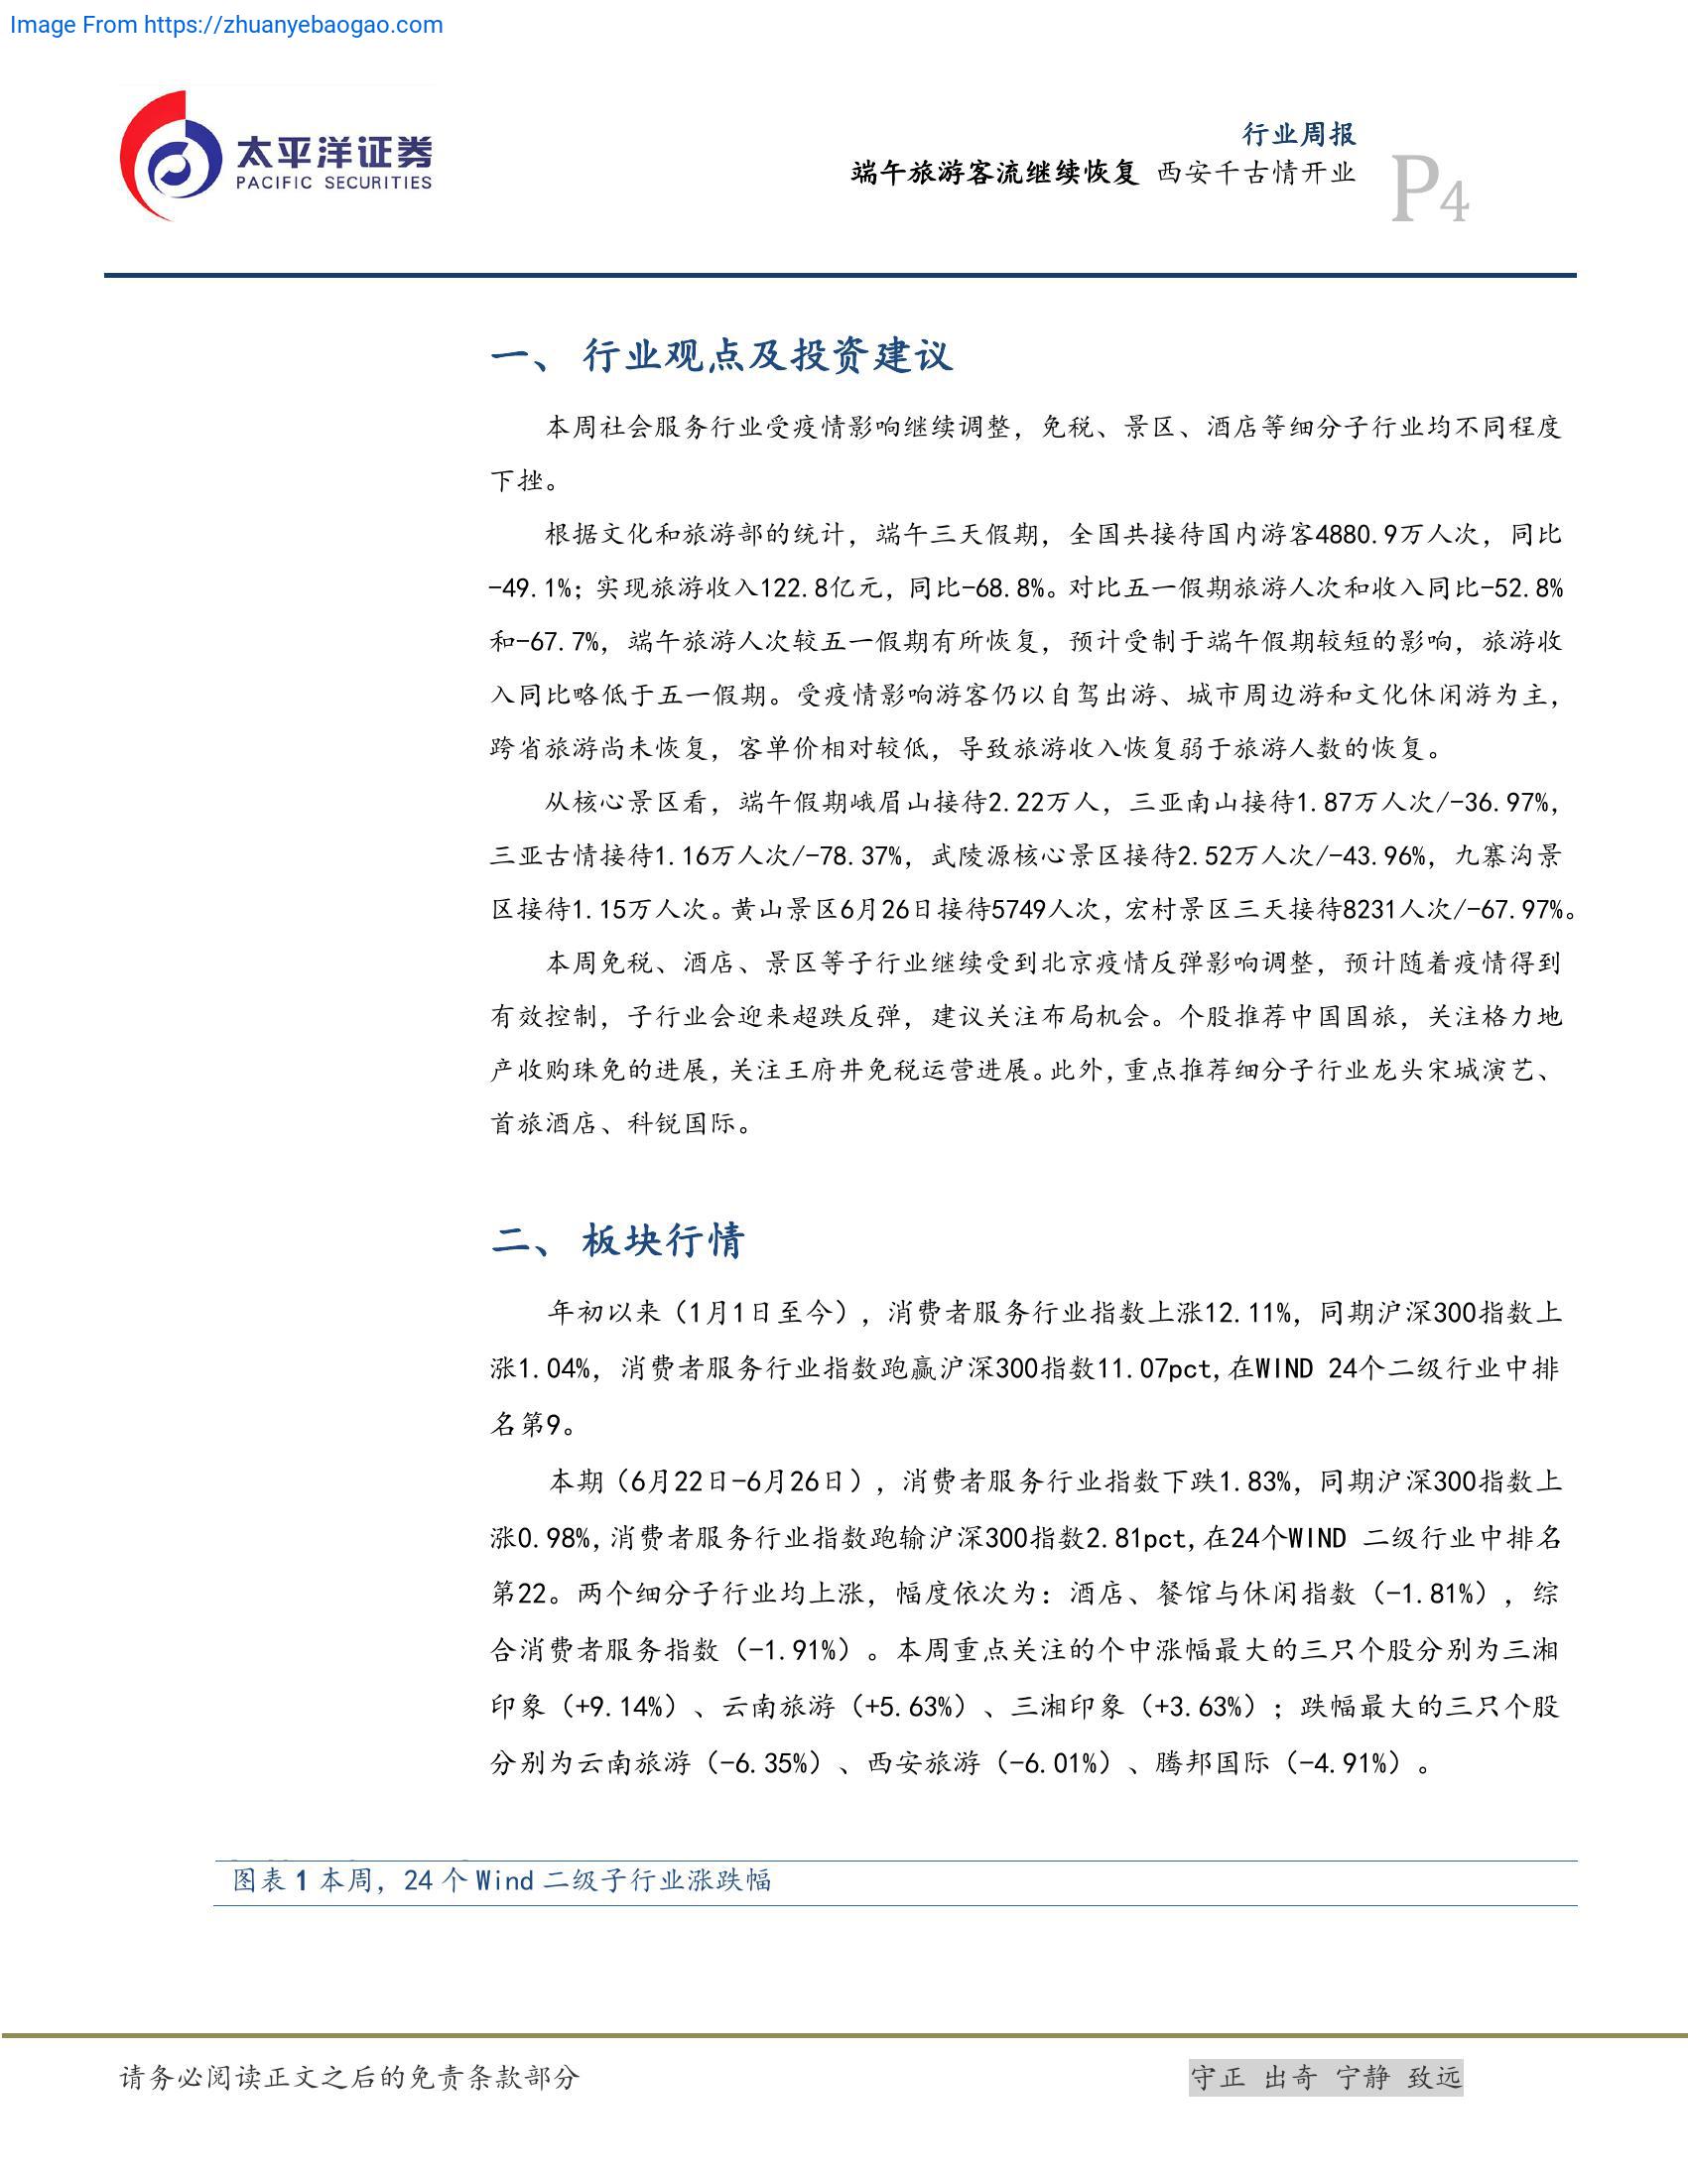 Image From https://zhuanyebaogao.com
太平洋证券
PACIFIC SECURITIES
行业周报
端午旅游客流继续恢复 西安千古情开业
P4
一、 行业观点及投资建议
本周社会服务行业受疫情影响继续调整，免税、景区、酒店等细分子行业均不同程度
下挫。
根据文化和旅游部的统计，端午三天假期，全国共接待国内游客4880.9万人次，同比
-49.1%；实现旅游收入122.8亿元，同比-68.8%。对比五一假期旅游人次和收入同比-52.8%
和-67.7%，端午旅游人次较五一假期有所恢复，预计受制于端午假期较短的影响，旅游收
入同比略低于五一假期。受疫情影响游客仍以自驾出游、城市周边游和文化休闲游为主，
跨省旅游尚未恢复，客单价相对较低，导致旅游收入恢复弱于旅游人数的恢复。
从核心景区看，端午假期峨眉山接待2.22万人，三亚南山接待1.87万人次/-36.97%，
三亚古情接待1.16万人次/-78.37%，武陵源核心景区接待2.52万人次/-43.96%，九寨沟景
区接待1.15万人次。黄山景区6月26日接待5749人次，宏村景区三天接待8231人次/-67.97%。
本周免税、酒店、景区等子行业继续受到北京疫情反弹影响调整，预计随着疫情得到
有效控制，子行业会迎来超跌反弹，建议关注布局机会。个股推荐中国国旅，关注格力地
产收购珠免的进展，关注王府井免税运营进展。此外，重点推荐细分子行业龙头宋城演艺、
首旅酒店、科锐国际。
二、 板块行情
年初以来（1月1日至今），消费者服务行业指数上涨12.11%，同期沪深300指数上
涨1.04%，消费者服务行业指数跑赢沪深300指数11.07pct,在WIND 24个二级行业中排
名第9。
本期（6月22日-6月26日），消费者服务行业指数下跌1.83%，同期沪深300指数上
涨0.98%,消费者服务行业指数跑输沪深300指数2.81pct,在24个WIND 二级行业中排名
第22。两个细分子行业均上涨，幅度依次为：酒店、餐馆与休闲指数（-1.81%），综
合消费者服务指数（-1.91%）。本周重点关注的个中涨幅最大的三只个股分别为三湘
印象（+9.14%）、云南旅游（+5.63%）、三湘印象（+3.63%）；跌幅最大的三只个股
分别为云南旅游（-6.35%）、西安旅游（-6.01%）、腾邦国际（-4.91%）。
图表 1 本周，24 个 Wind 二级子行业涨跌幅
请务必阅读正文之后的免责条款部分
守正 出奇 宁静 致远